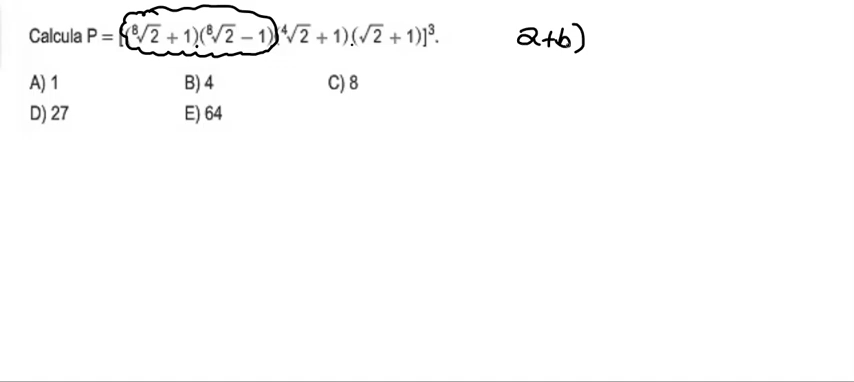 Calcula P = [(⁸√2 + 1)(⁸√2 – 1)(⁴√2 + 1)(√2 + 1)]³. a+b)
A) 1 B) 4 C) 8
D) 27 E) 64